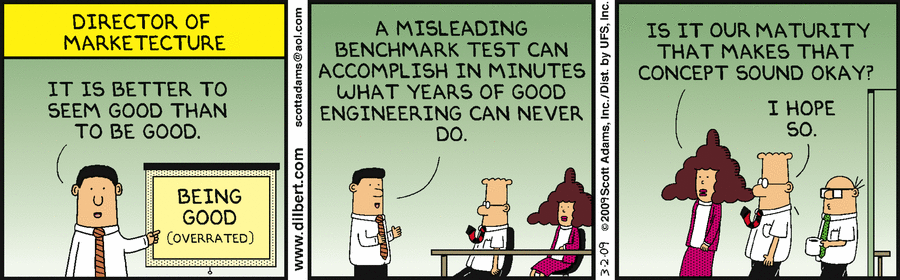 DIRECTOR OF
MARKETECTURE
IT IS BETTER TO
SEEM GOOD THAN
TO BE GOOD.
BEING
GOOD
(OVERRATED)
www.dilbert.com scottadams@aol.com
A MISLEADING
BENCHMARK TEST CAN
ACCOMPLISH IN MINUTES
WHAT YEARS OF GOOD
ENGINEERING CAN NEVER
DO.
3-2-09 ©2009 Scott Adams, Inc./Dist. by UFS, Inc.
IS IT OUR MATURITY
THAT MAKES THAT
CONCEPT SOUND OKAY?
I HOPE
SO.